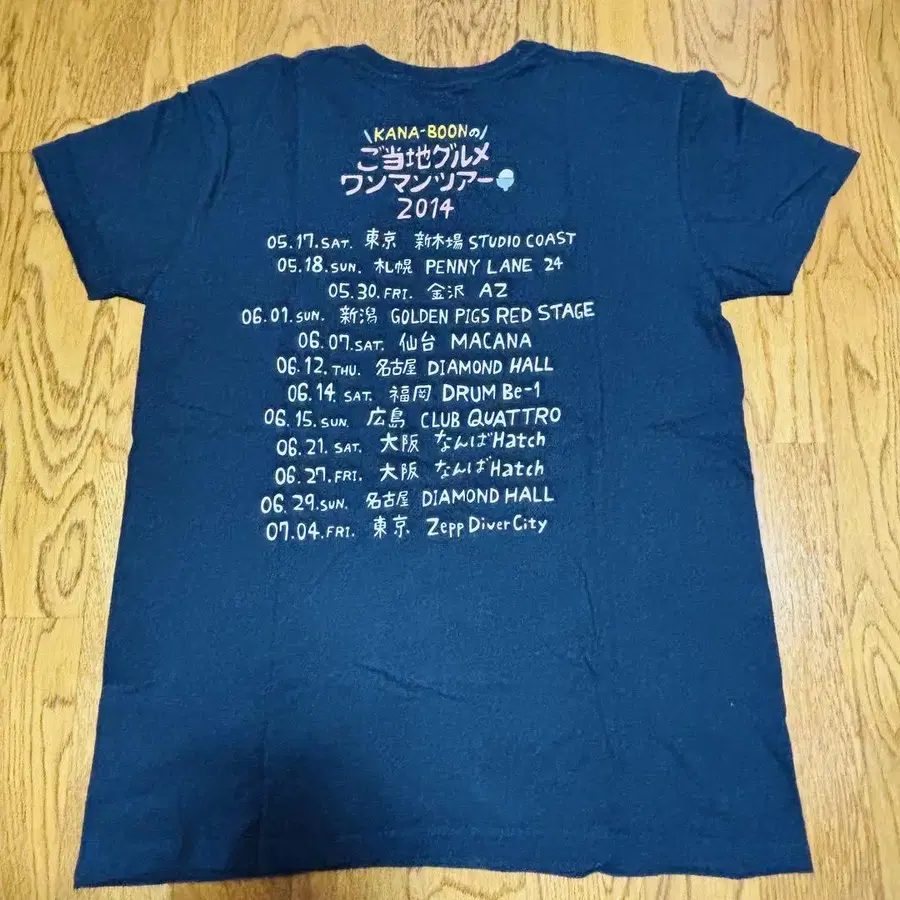 \KANA-BOONの/
ご当地グルメ
ワンマンツアー
2014
05.17.SAT. 東京 新木場 STUDIO COAST
05.18.SUN. 札幌 PENNY LANE 24
05.30.FRI. 金沢 AZ
06.01.SUN. 新潟 GOLDEN PIGS RED STAGE
06.07.SAT. 仙台 MACANA
06.12.THU. 名古屋 DIAMOND HALL
06.14.SAT. 福岡 DRUM Be-1
06.15.SUN. 広島 CLUB QUATTRO
06.21.SAT. 大阪 なんばHatch
06.27.FRI. 大阪 なんばHatch
06.29.SUN. 名古屋 DIAMOND HALL
07.04.FRI. 東京 Zepp DiverCity